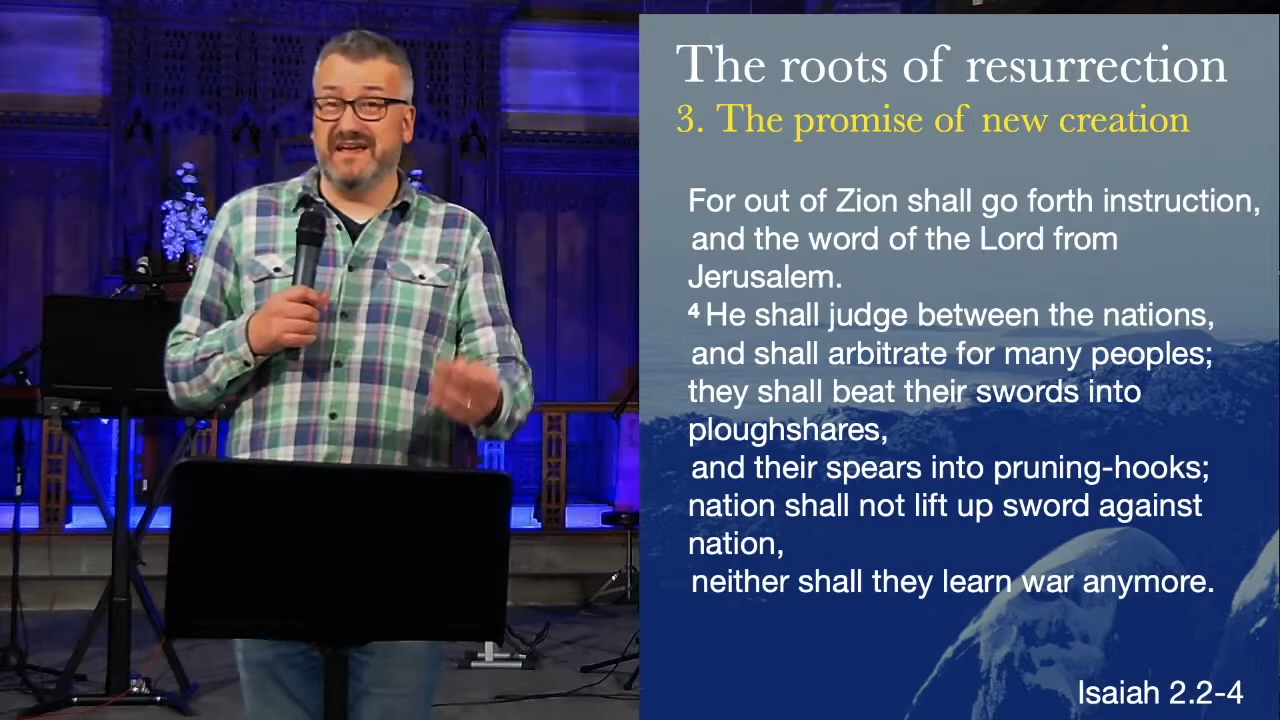 The roots of resurrection
3. The promise of new creation
For out of Zion shall go forth instruction,
and the word of the Lord from
Jerusalem.
4 He shall judge between the nations,
and shall arbitrate for many peoples;
they shall beat their swords into
ploughshares,
and their spears into pruning-hooks;
nation shall not lift up sword against
nation,
neither shall they learn war anymore.
Isaiah 2.2-4